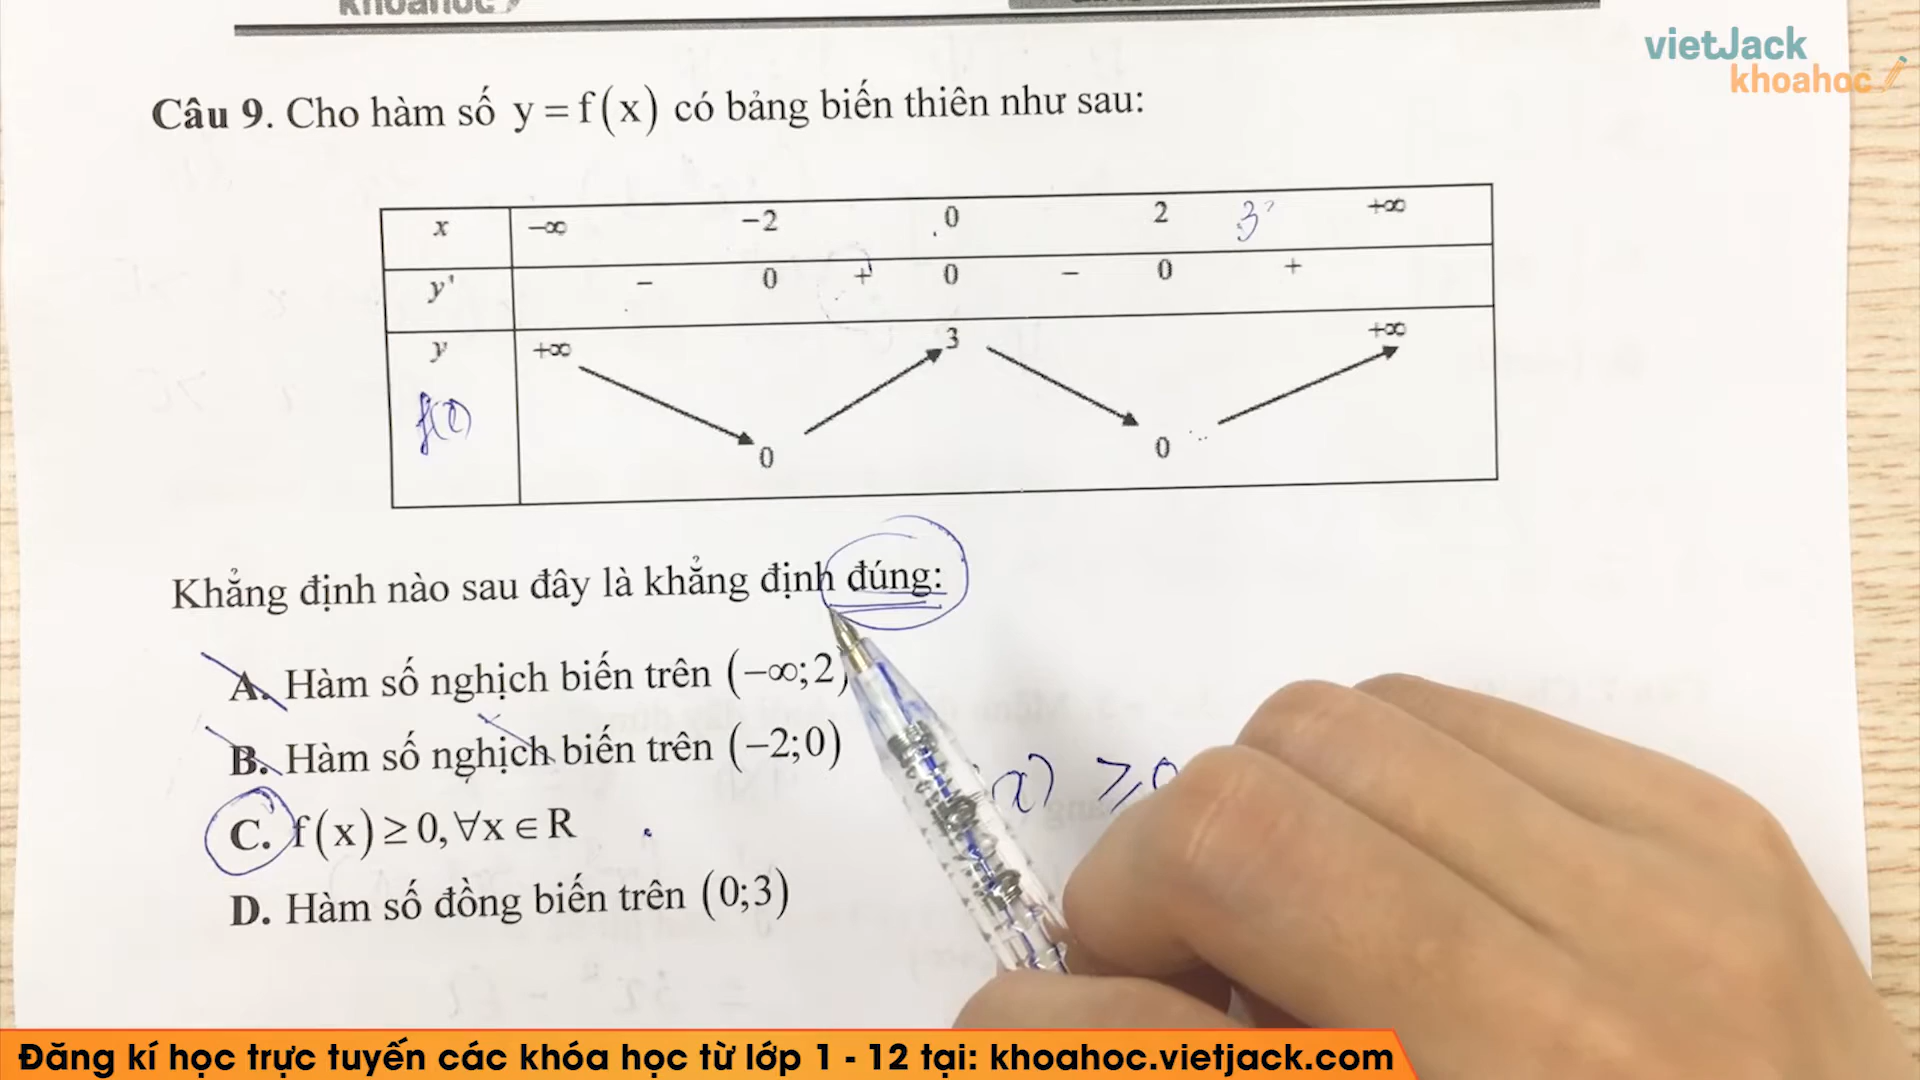 khoahoc
vietJack
khoahoc
Câu 9. Cho hàm số y = f(x) có bảng biến thiên như sau:
x −∞ −2 0 2 3 +∞
y' − 0 + 0 − 0 +
y +∞ 0 3 0 +∞
Khẳng định nào sau đây là khẳng định đúng:
A. Hàm số nghịch biến trên (−∞;2)
B. Hàm số nghịch biến trên (−2;0)
x) ≥ 0
C. f(x) ≥ 0, ∀x ∈ R
D. Hàm số đồng biến trên (0;3)
Đăng kí học trực tuyến các khóa học từ lớp 1 - 12 tại: khoahoc.vietjack.com